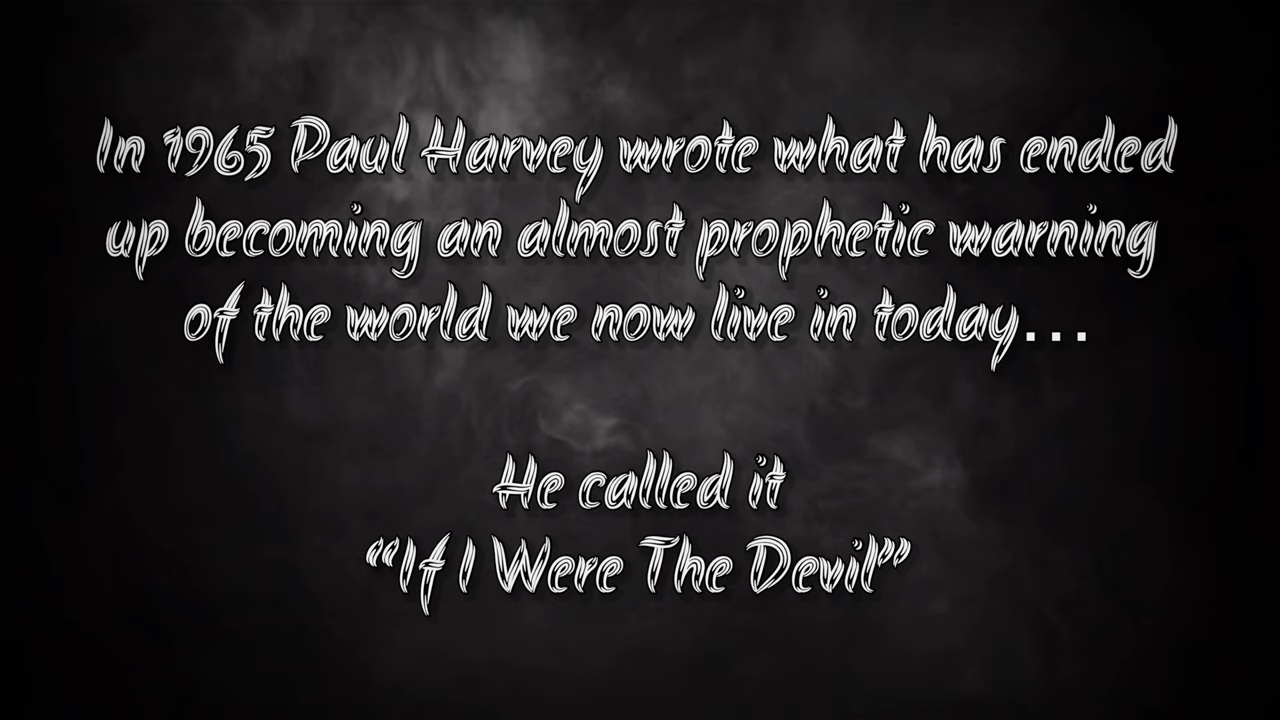 In 1965 Paul Harvey wrote what has ended
up becoming an almost prophetic warning
of the world we now live in today...
He called it
“If I Were The Devil”